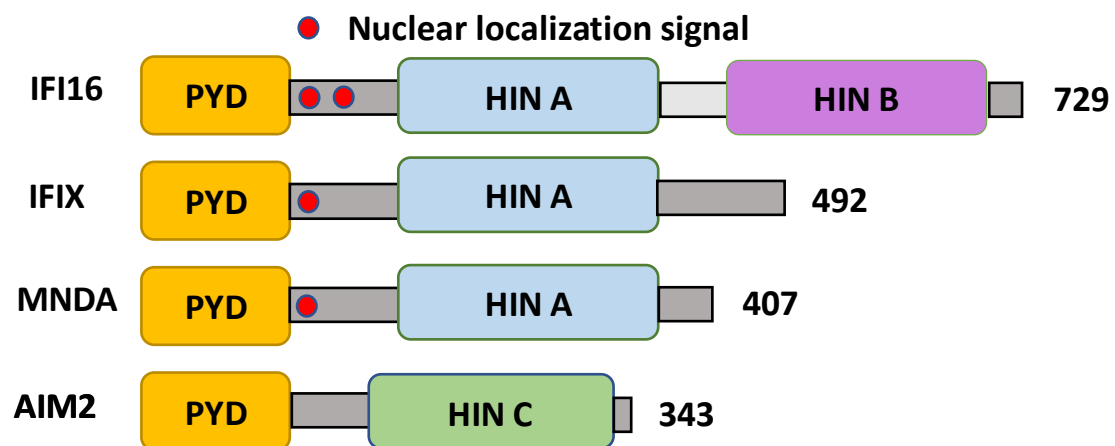 Nuclear localization signal
IFI16 PYD HIN A HIN B 729
IFIX PYD HIN A 492
MNDA PYD HIN A 407
AIM2 PYD HIN C 343